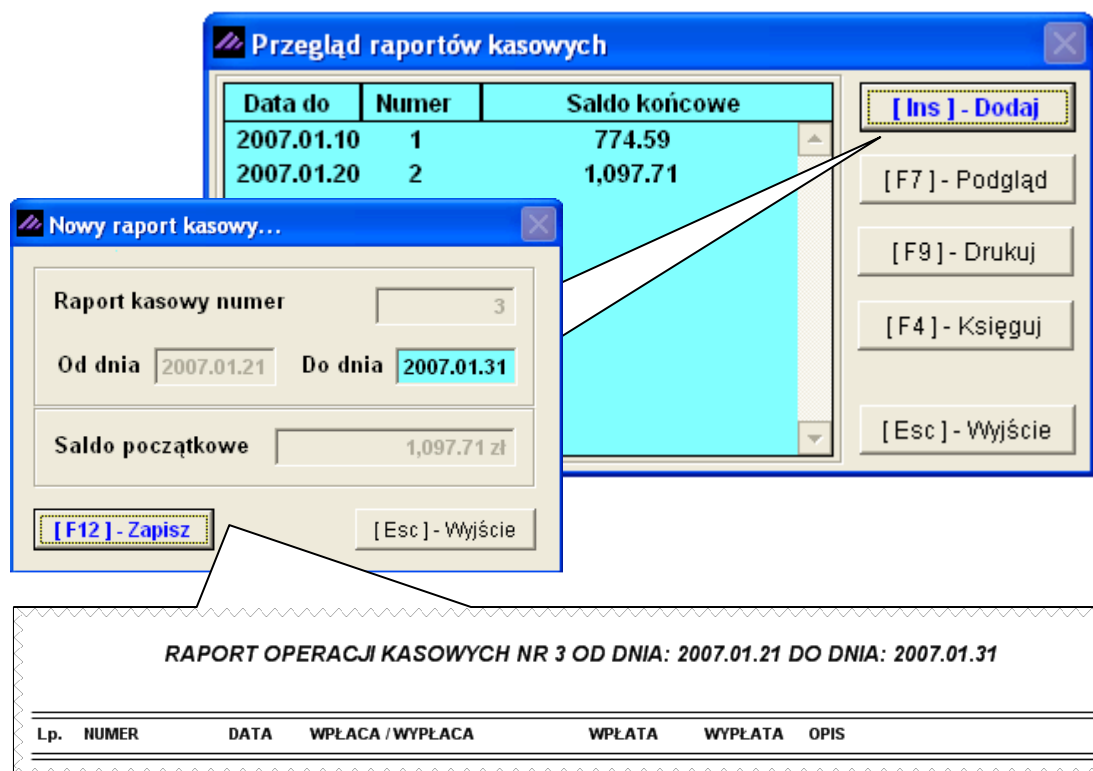 Przegląd raportów kasowych
Data do Numer Saldo końcowe
2007.01.10 1 774.59
2007.01.20 2 1,097.71
[ Ins ] - Dodaj
[ F7 ] - Podgląd
[ F9 ] - Drukuj
[ F4 ] - Księguj
[ Esc ] - Wyjście
Nowy raport kasowy...
Raport kasowy numer 3
Od dnia 2007.01.21 Do dnia 2007.01.31
Saldo początkowe 1,097.71 zł
[ F12 ] - Zapisz [ Esc ] - Wyjście
RAPORT OPERACJI KASOWYCH NR 3 OD DNIA: 2007.01.21 DO DNIA: 2007.01.31
Lp. NUMER DATA WPŁACA / WYPŁACA WPŁATA WYPŁATA OPIS